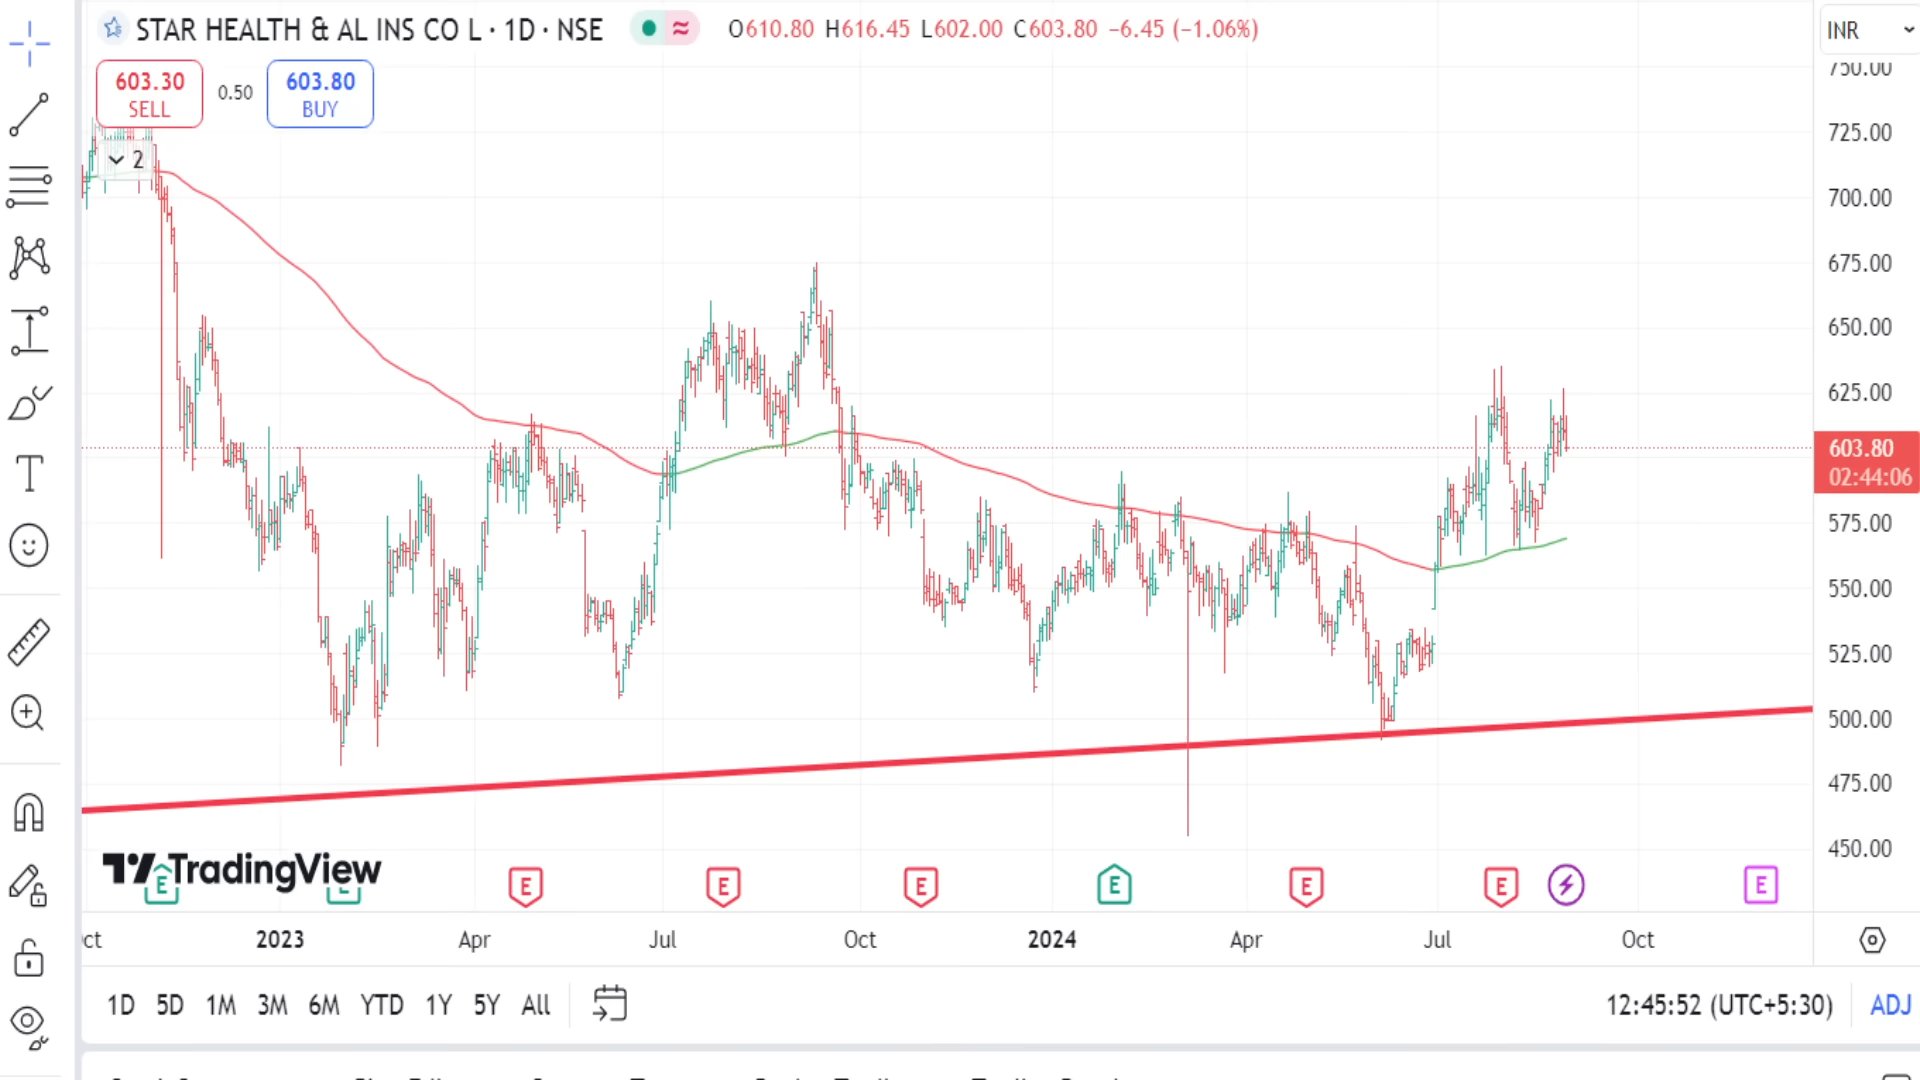 STAR HEALTH & AL INS CO L · 1D · NSE
O610.80 H616.45 L602.00 C603.80 −6.45 (−1.06%)
INR
603.30
SELL
0.50
603.80
BUY
2
750.00
725.00
700.00
675.00
650.00
625.00
603.80
02:44:06
575.00
550.00
525.00
500.00
475.00
450.00
TradingView
E E E E E E E E E
2023 Apr Jul Oct 2024 Apr Jul Oct
1D 5D 1M 3M 6M YTD 1Y 5Y All
12:45:52 (UTC+5:30)
ADJ